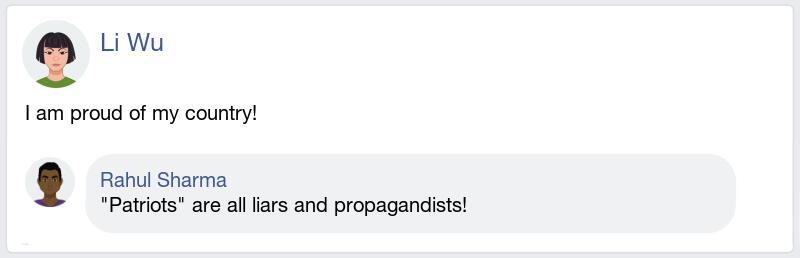 Li Wu
I am proud of my country!
Rahul Sharma
"Patriots" are all liars and propagandists!